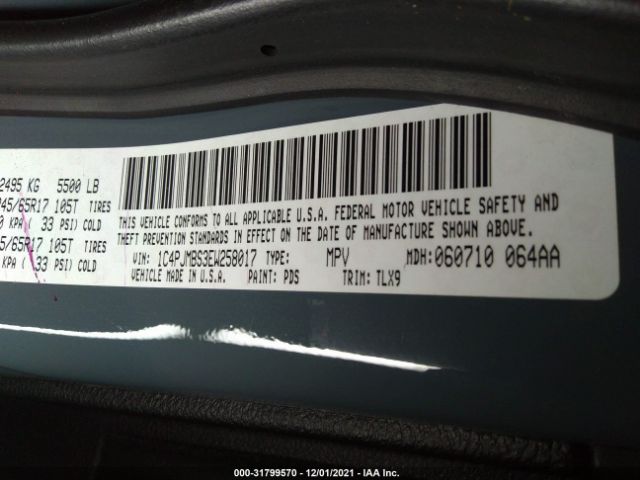 2495 KG 5500 LB
45/65R17 105T TIRES
0 KPA ( 33 PSI) COLD
5/65R17 105T TIRES
KPA ( 33 PSI) COLD
THIS VEHICLE CONFORMS TO ALL APPLICABLE U.S.A. FEDERAL MOTOR VEHICLE SAFETY AND
THEFT PREVENTION STANDARDS IN EFFECT ON THE DATE OF MANUFACTURE SHOWN ABOVE.
VIN: 1C4PJMBS3EW258017 TYPE: MPV MDH: 060710 064AA
VEHICLE MADE IN U.S.A. PAINT: PDS TRIM: TLX9
000-31799570 - 12/01/2021 - IAA Inc.